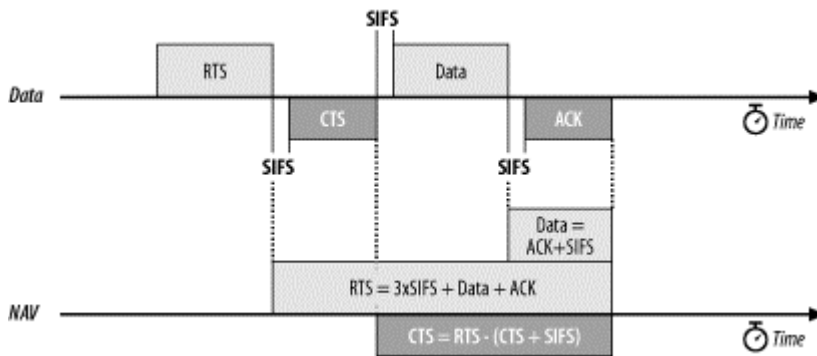 SIFS
RTS
Data
Data
CTS
ACK
Time
SIFS
SIFS
Data =
ACK+SIFS
RTS = 3xSIFS + Data + ACK
NAV
CTS = RTS - (CTS + SIFS)
Time